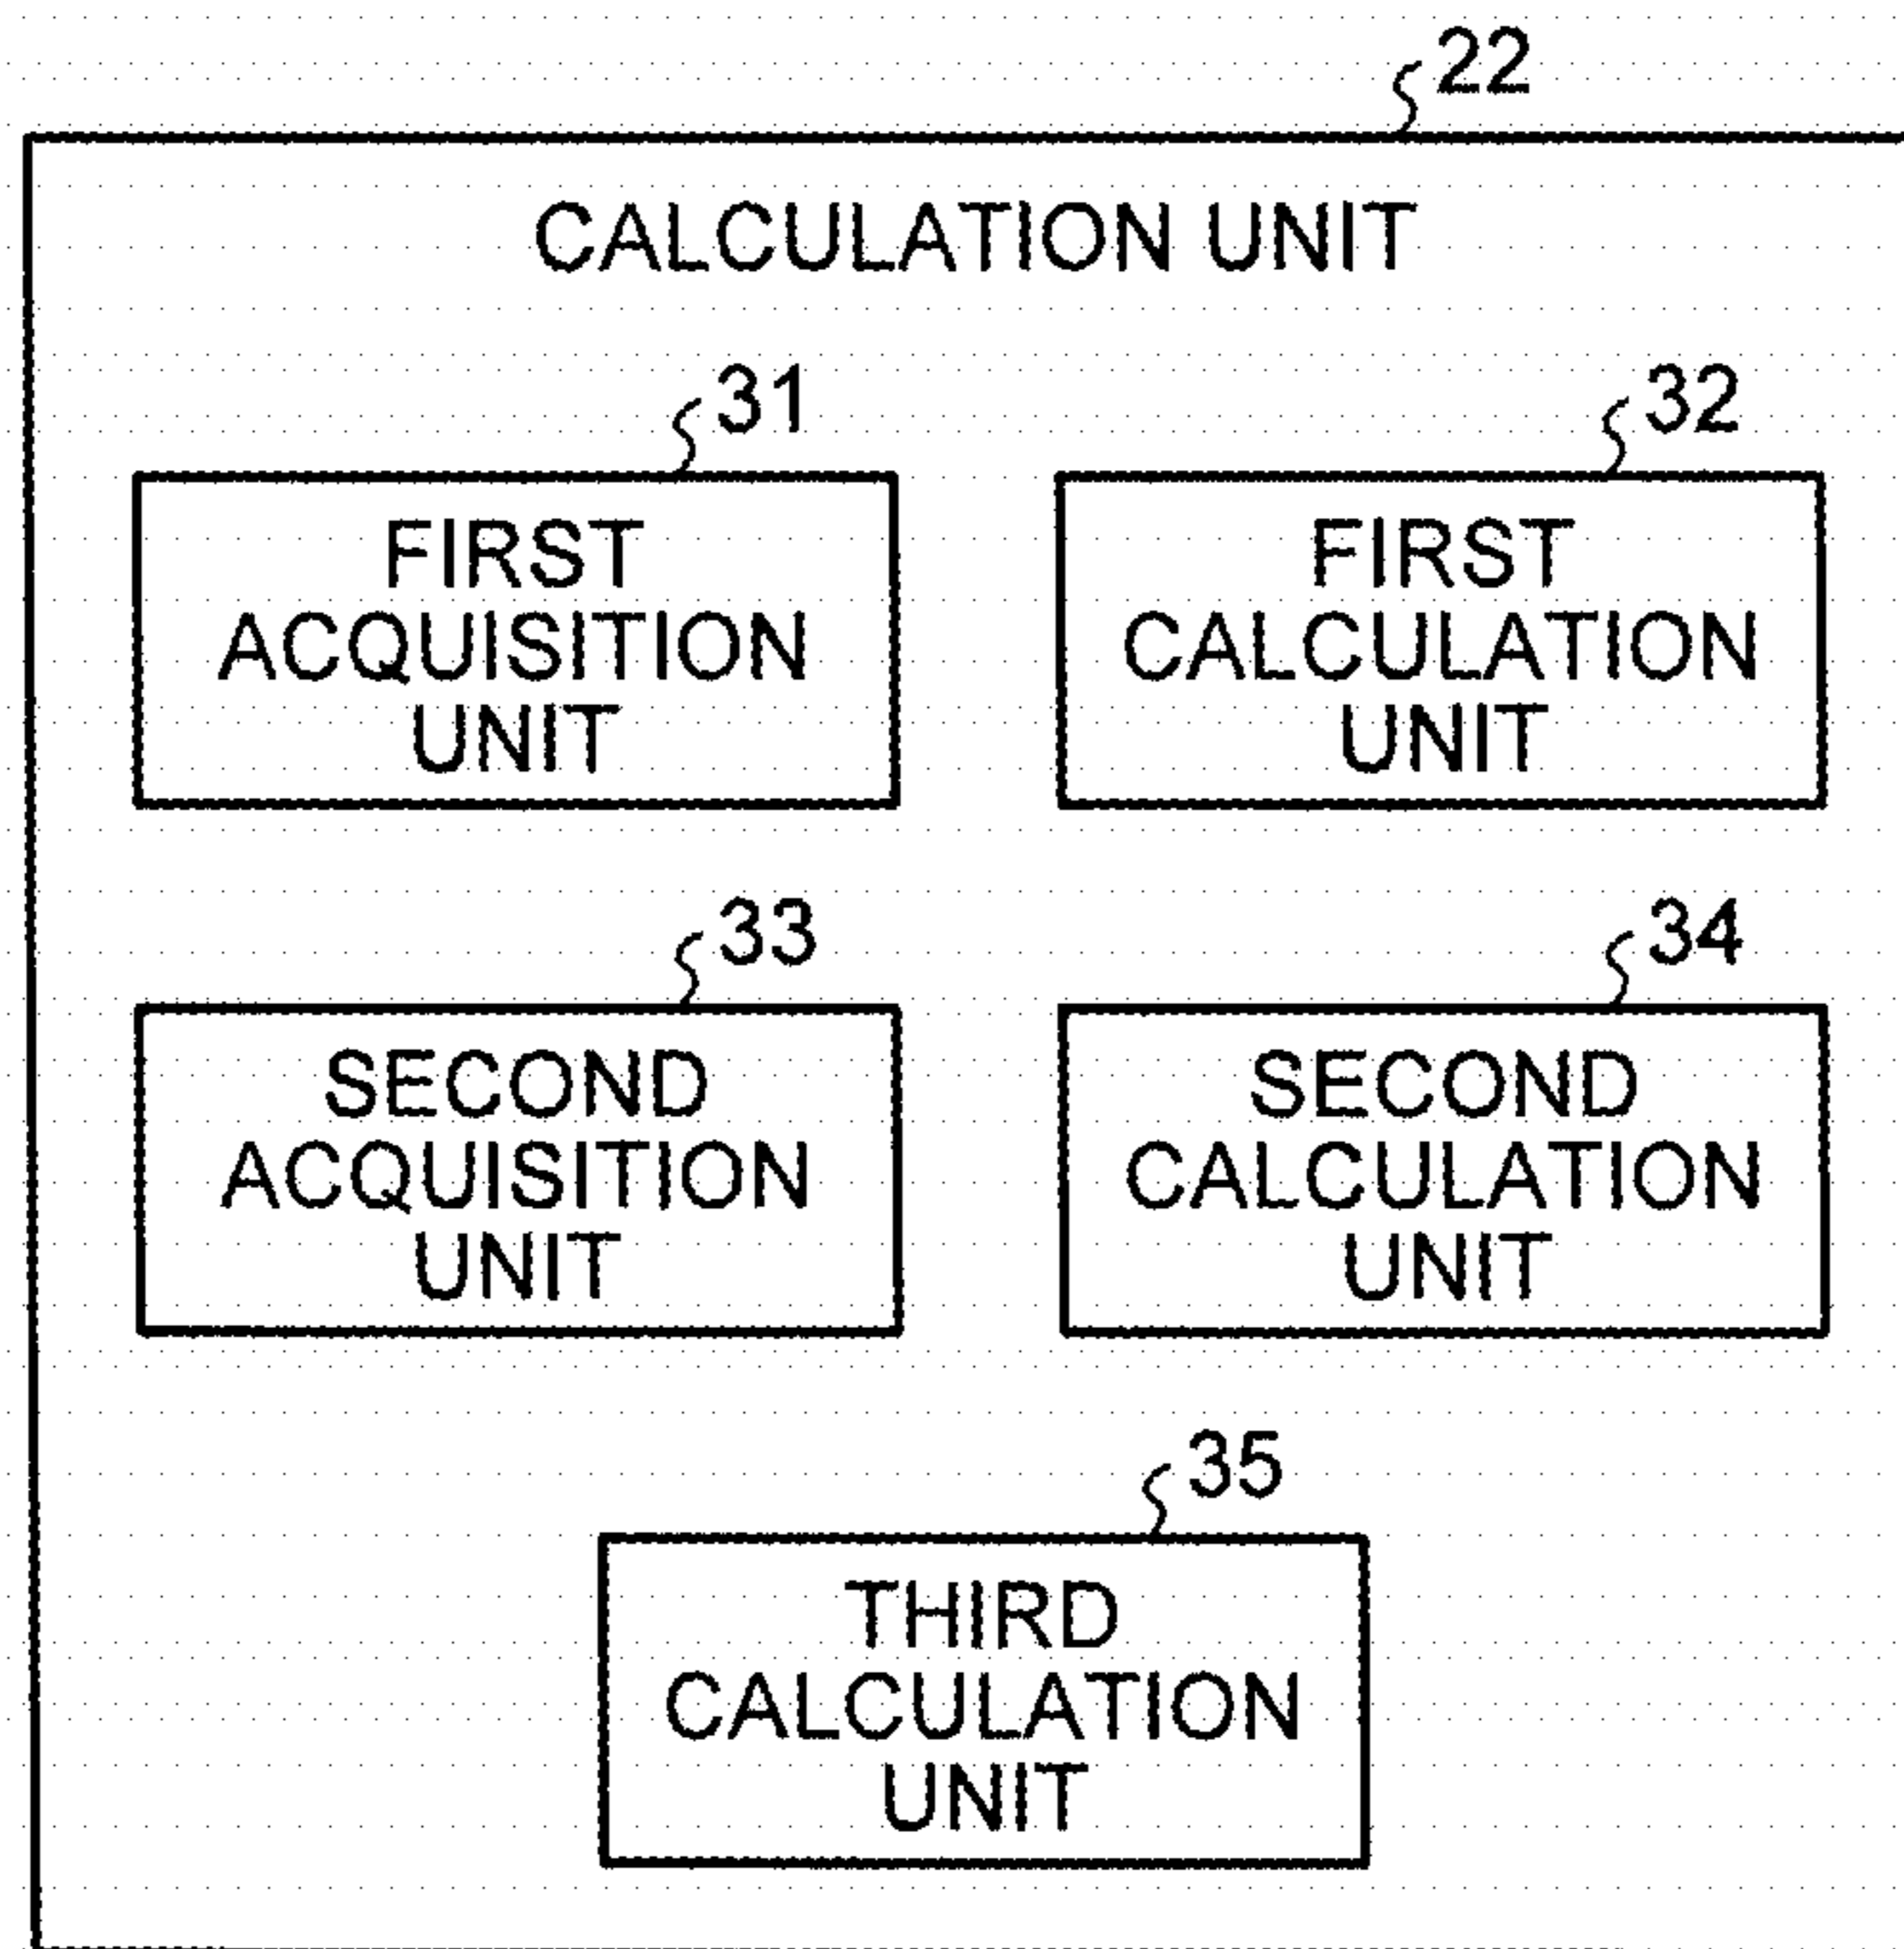 22
CALCULATION UNIT
31
FIRST
ACQUISITION
UNIT
32
FIRST
CALCULATION
UNIT
33
SECOND
ACQUISITION
UNIT
34
SECOND
CALCULATION
UNIT
35
THIRD
CALCULATION
UNIT